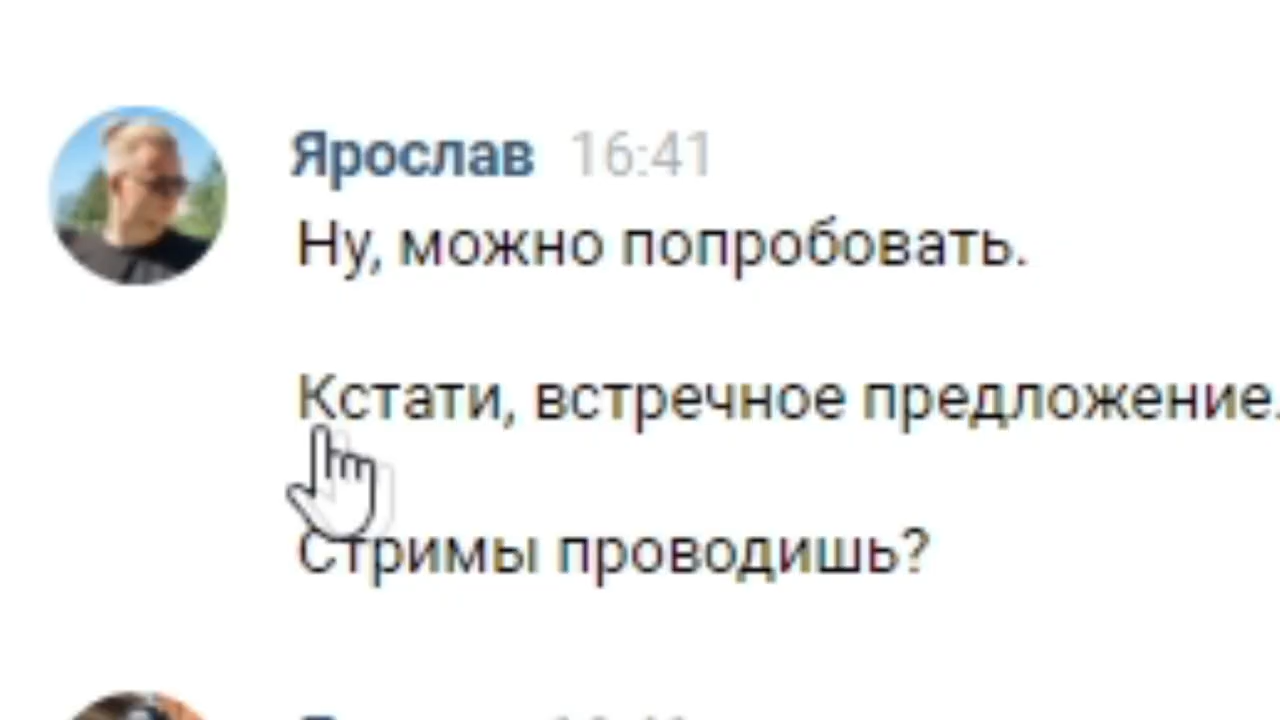 Ярослав 16:41
Ну, можно попробовать.
Кстати, встречное предложение.
Стримы проводишь?